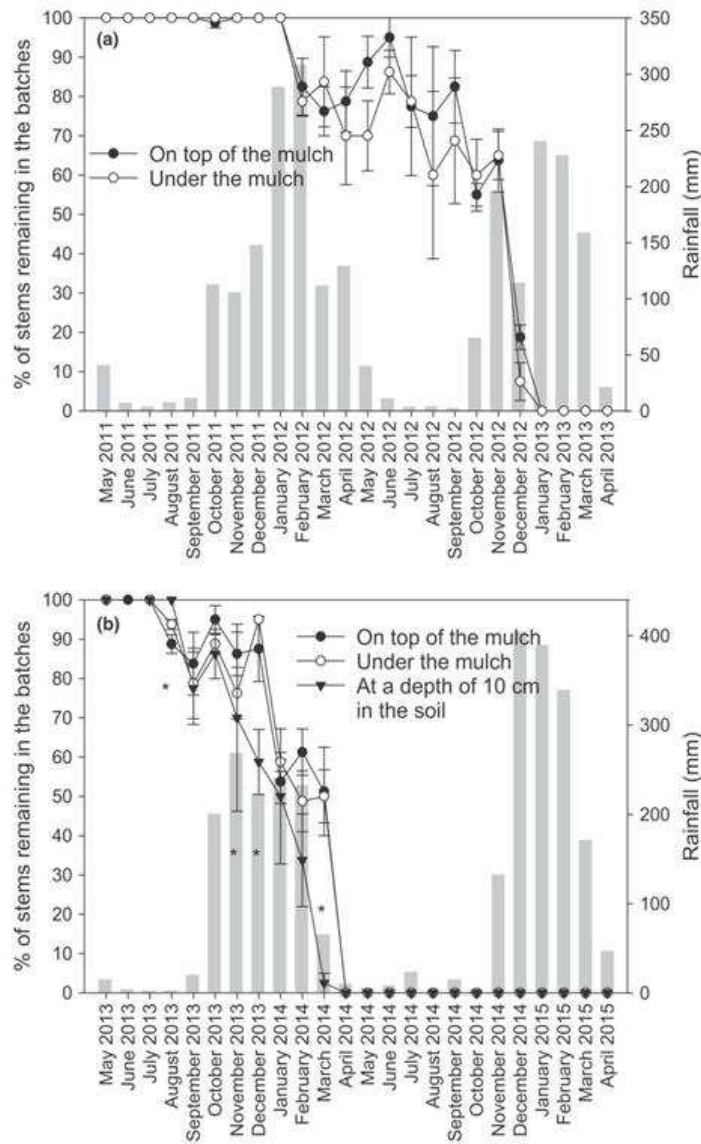 (a)
100
90
80
70
60
50
40
30
20
10
0
% of stems remaining in the batches
On top of the mulch
Under the mulch
350
300
250
200
150
100
50
0
Rainfall (mm)
May 2011
June 2011
July 2011
August 2011
September 2011
October 2011
November 2011
December 2011
January 2012
February 2012
March 2012
April 2012
May 2012
June 2012
July 2012
August 2012
September 2012
October 2012
November 2012
December 2012
January 2013
February 2013
March 2013
April 2013
(b)
100
90
80
70
60
50
40
30
20
10
0
% of stems remaining in the batches
On top of the mulch
Under the mulch
At a depth of 10 cm
in the soil
*
*
*
*
400
300
200
100
0
Rainfall (mm)
May 2013
June 2013
July 2013
August 2013
September 2013
October 2013
November 2013
December 2013
January 2014
February 2014
March 2014
April 2014
May 2014
June 2014
July 2014
August 2014
September 2014
October 2014
November 2014
December 2014
January 2015
February 2015
March 2015
April 2015